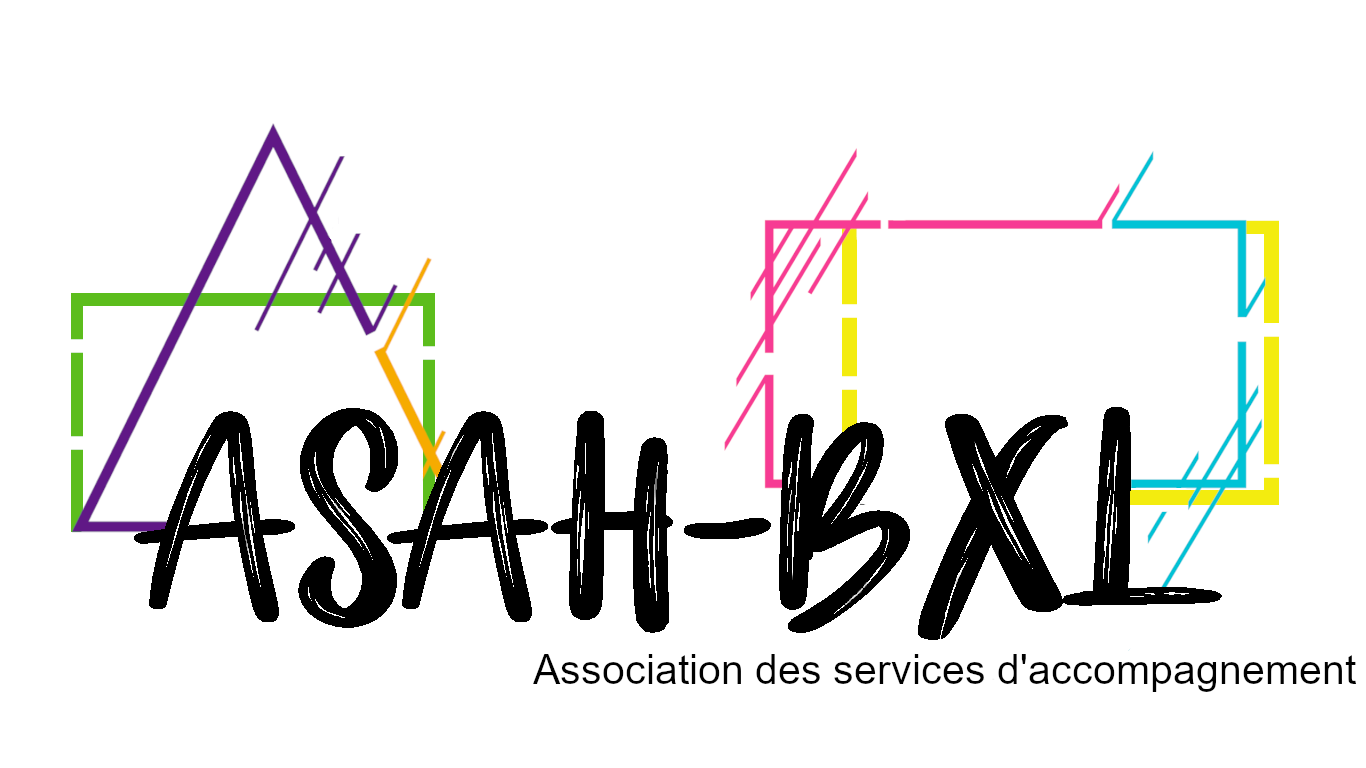 ASAH-BXL
Association des services d'accompagnement